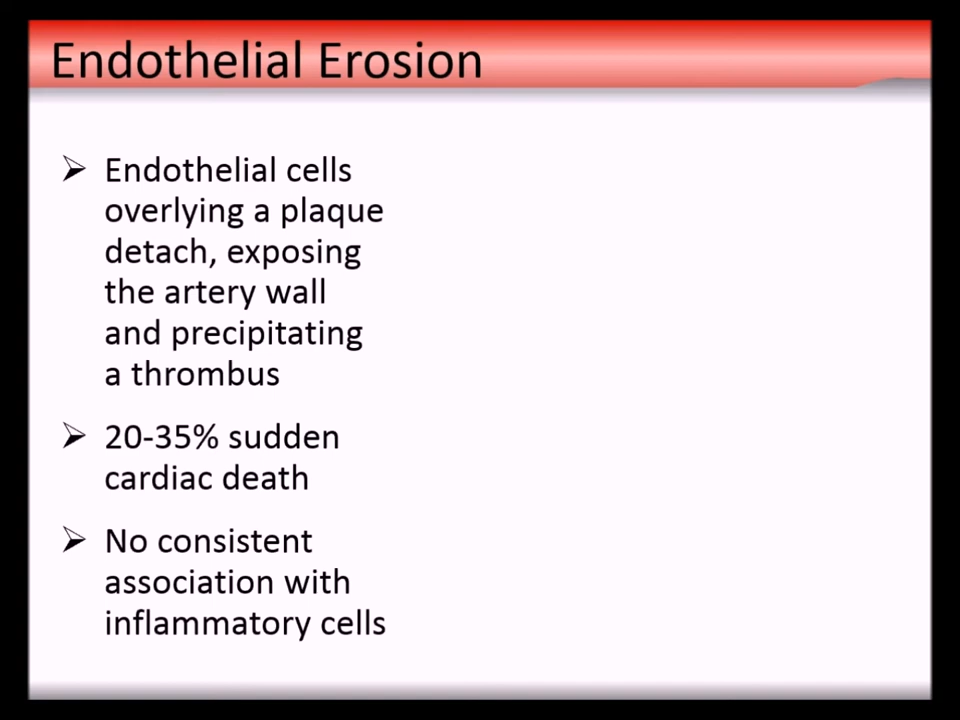 Endothelial Erosion
➢ Endothelial cells
overlying a plaque
detach, exposing
the artery wall
and precipitating
a thrombus
➢ 20-35% sudden
cardiac death
➢ No consistent
association with
inflammatory cells